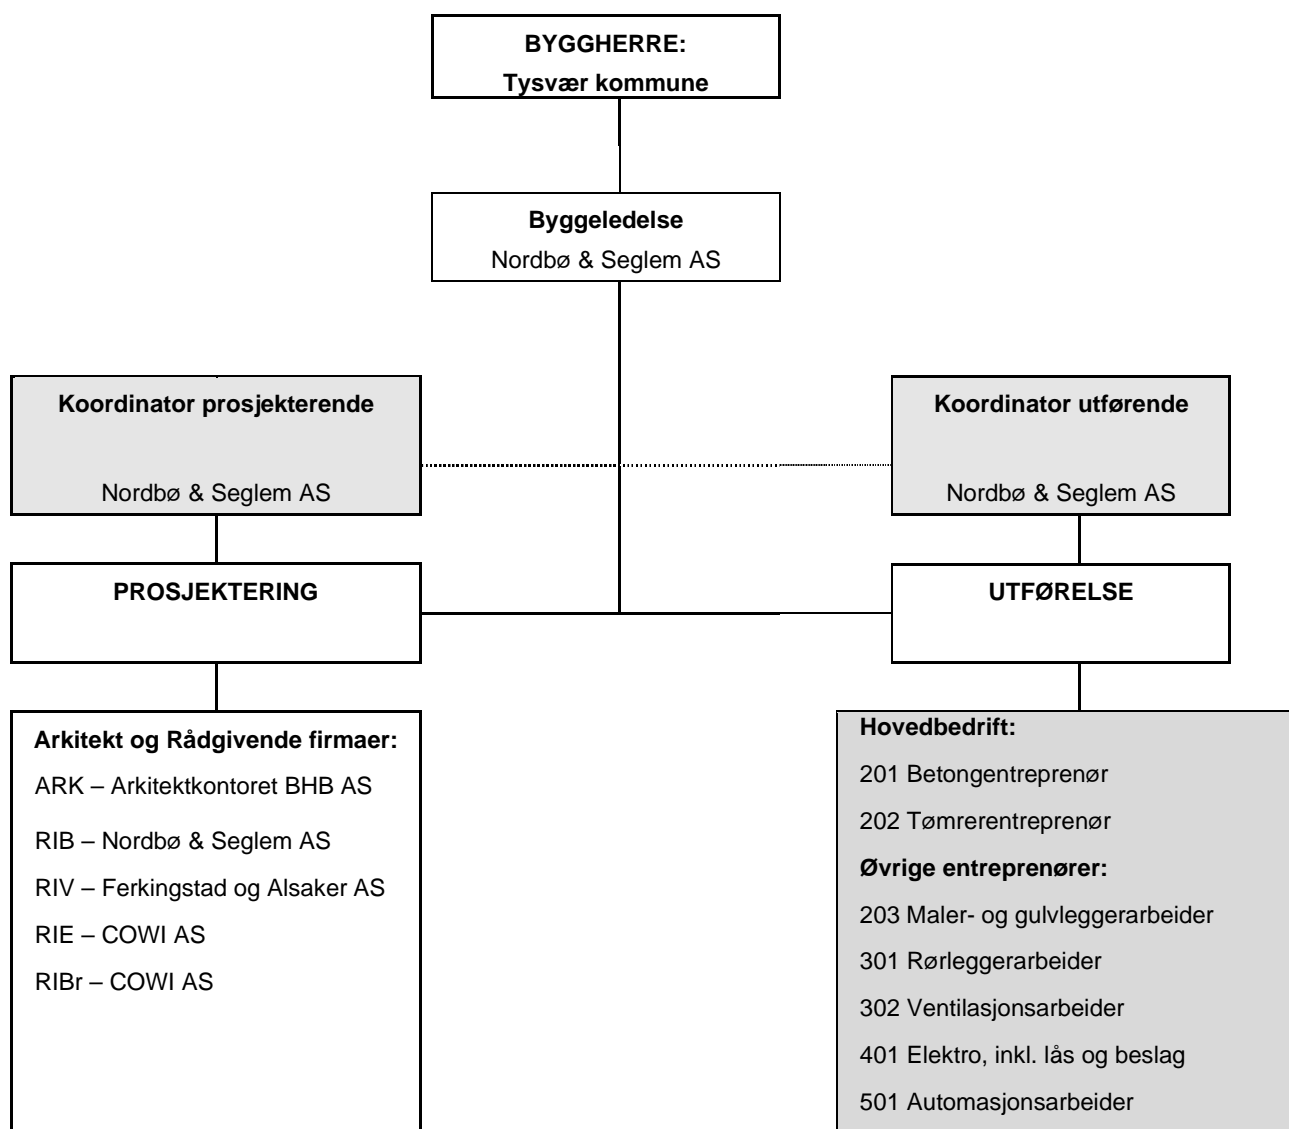 BYGGHERRE:
Tysvær kommune
Byggeledelse
Nordbø & Seglem AS
Koordinator prosjekterende
Nordbø & Seglem AS
Koordinator utførende
Nordbø & Seglem AS
PROSJEKTERING
UTFØRELSE
Arkitekt og Rådgivende firmaer:
ARK – Arkitektkontoret BHB AS
RIB – Nordbø & Seglem AS
RIV – Ferkingstad og Alsaker AS
RIE – COWI AS
RIBr – COWI AS
Hovedbedrift:
201 Betongentreprenør
202 Tømrerentreprenør
Øvrige entreprenører:
203 Maler- og gulvleggerarbeider
301 Rørleggerarbeider
302 Ventilasjonsarbeider
401 Elektro, inkl. lås og beslag
501 Automasjonsarbeider